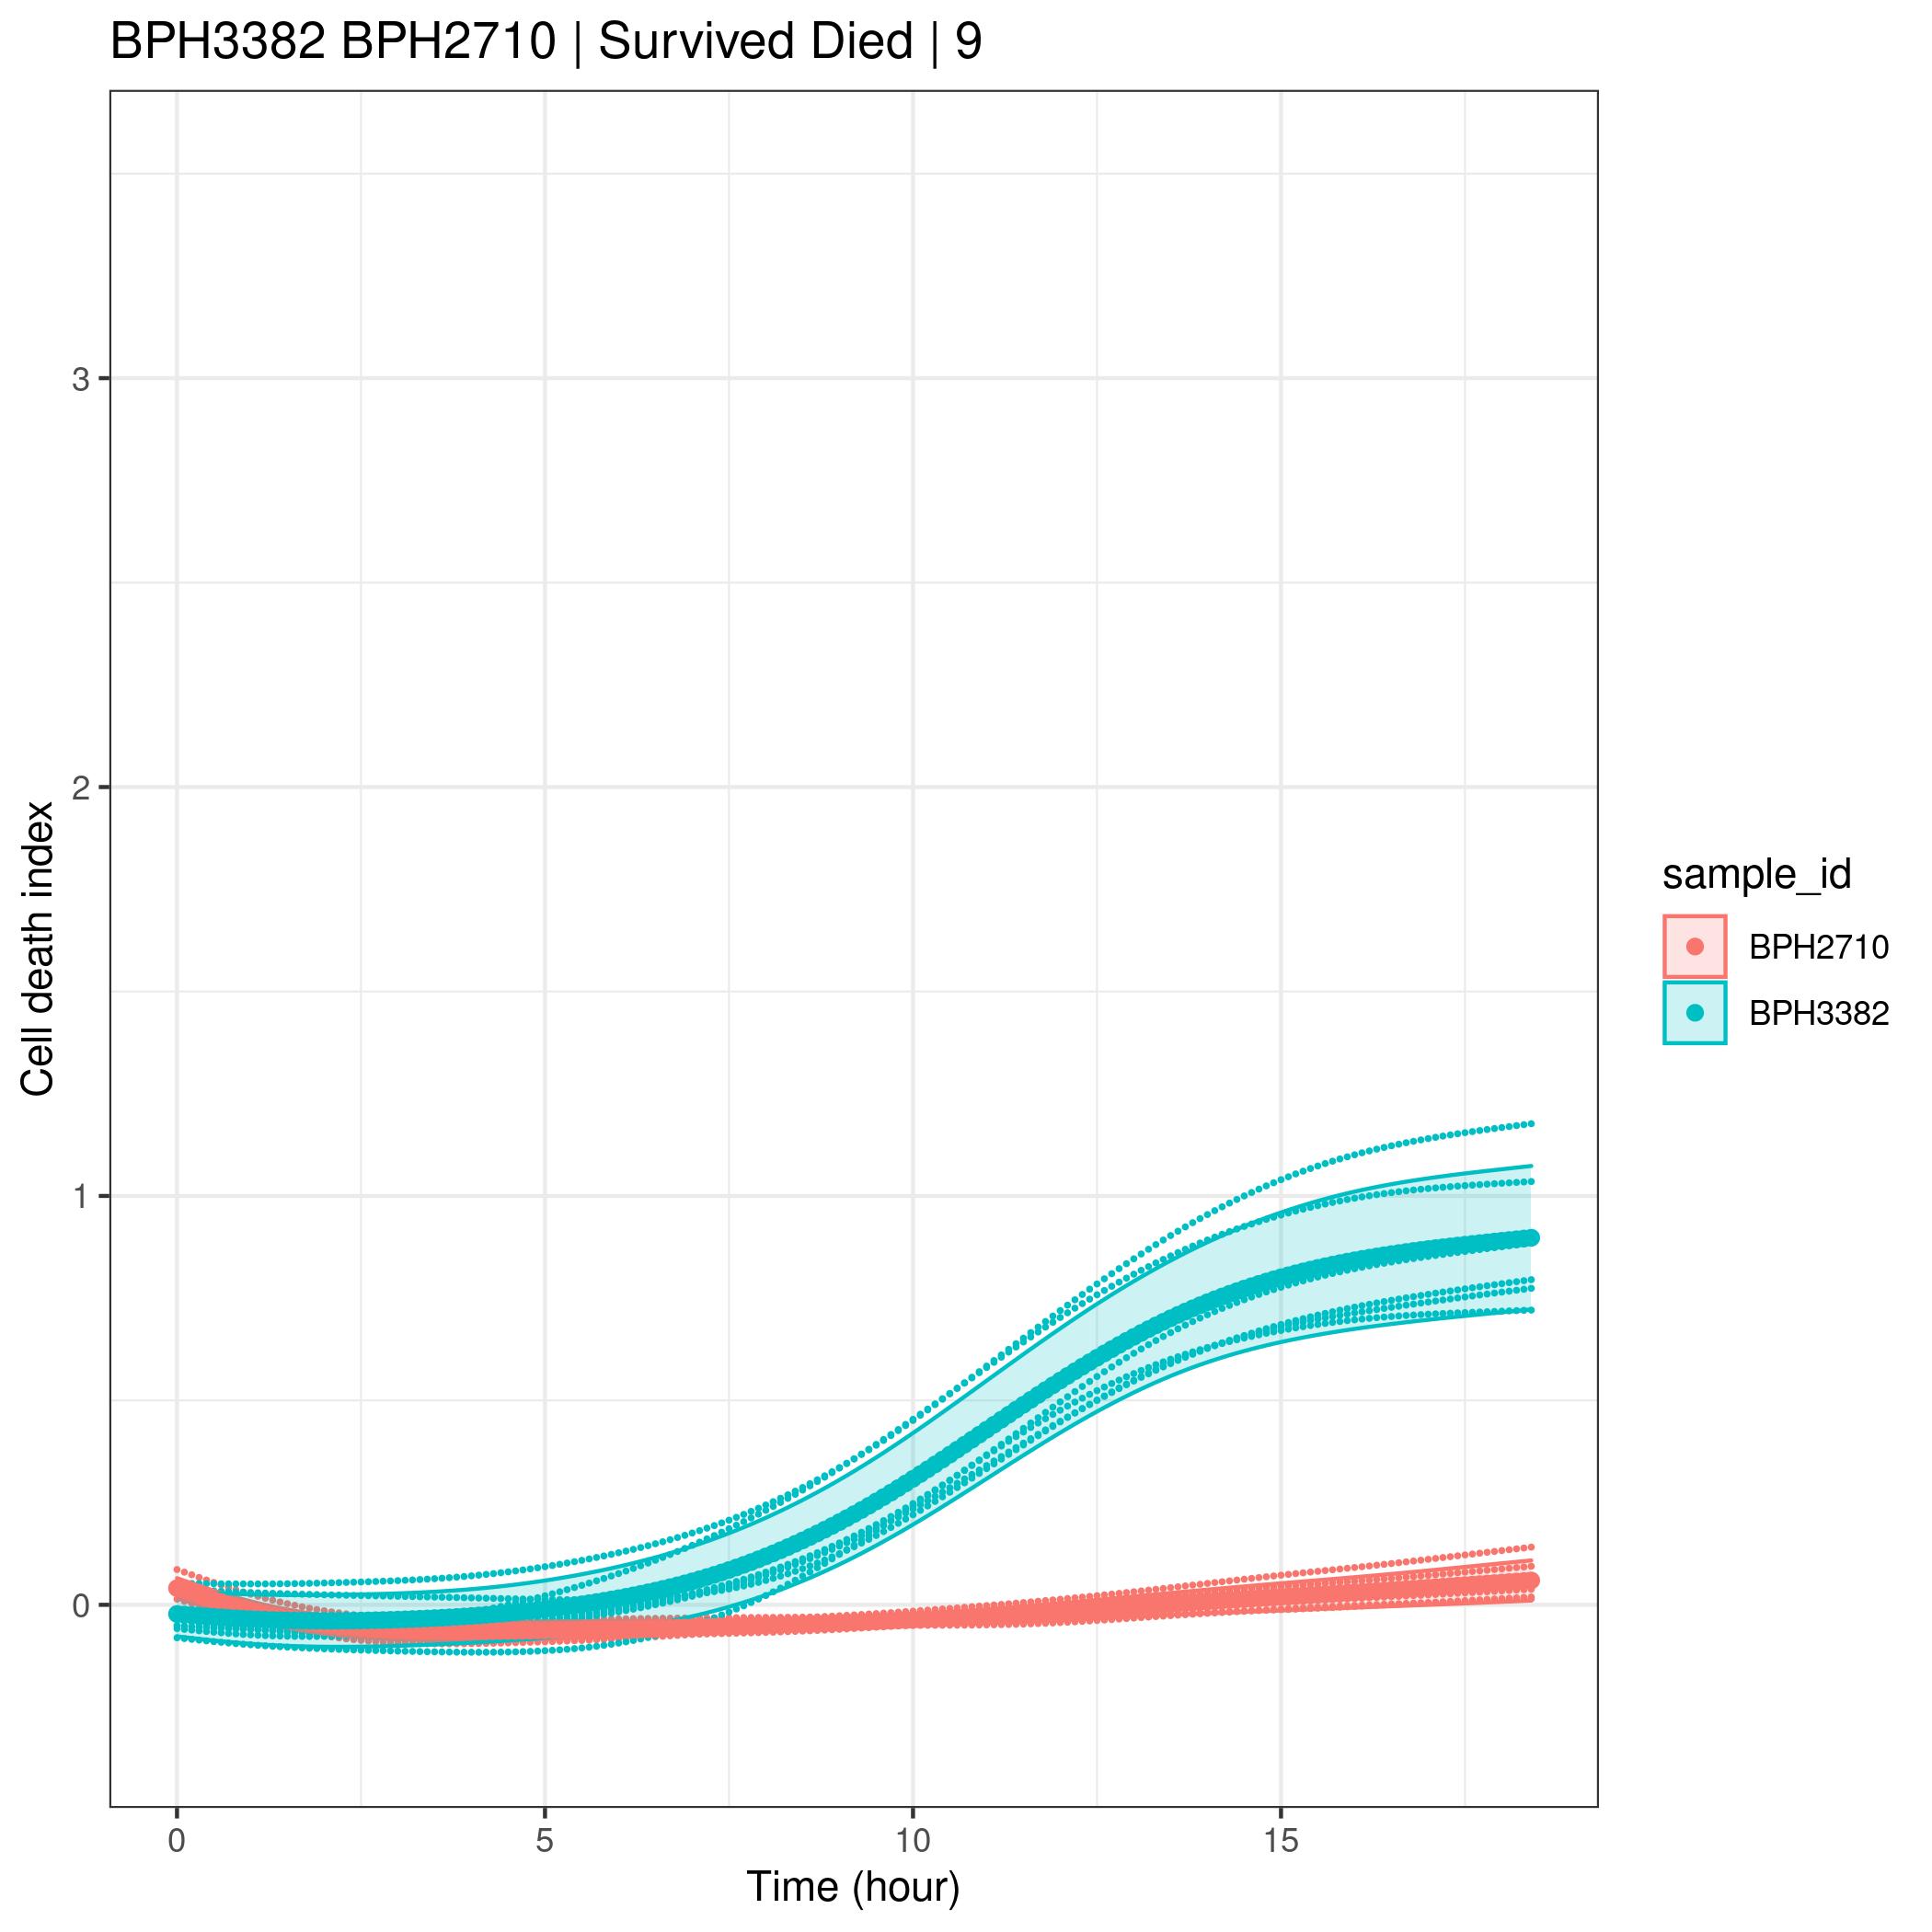 BPH3382 BPH2710 | Survived Died | 9
Cell death index
3
2
1
0
0 5 10 15
Time (hour)
sample_id
BPH2710
BPH3382